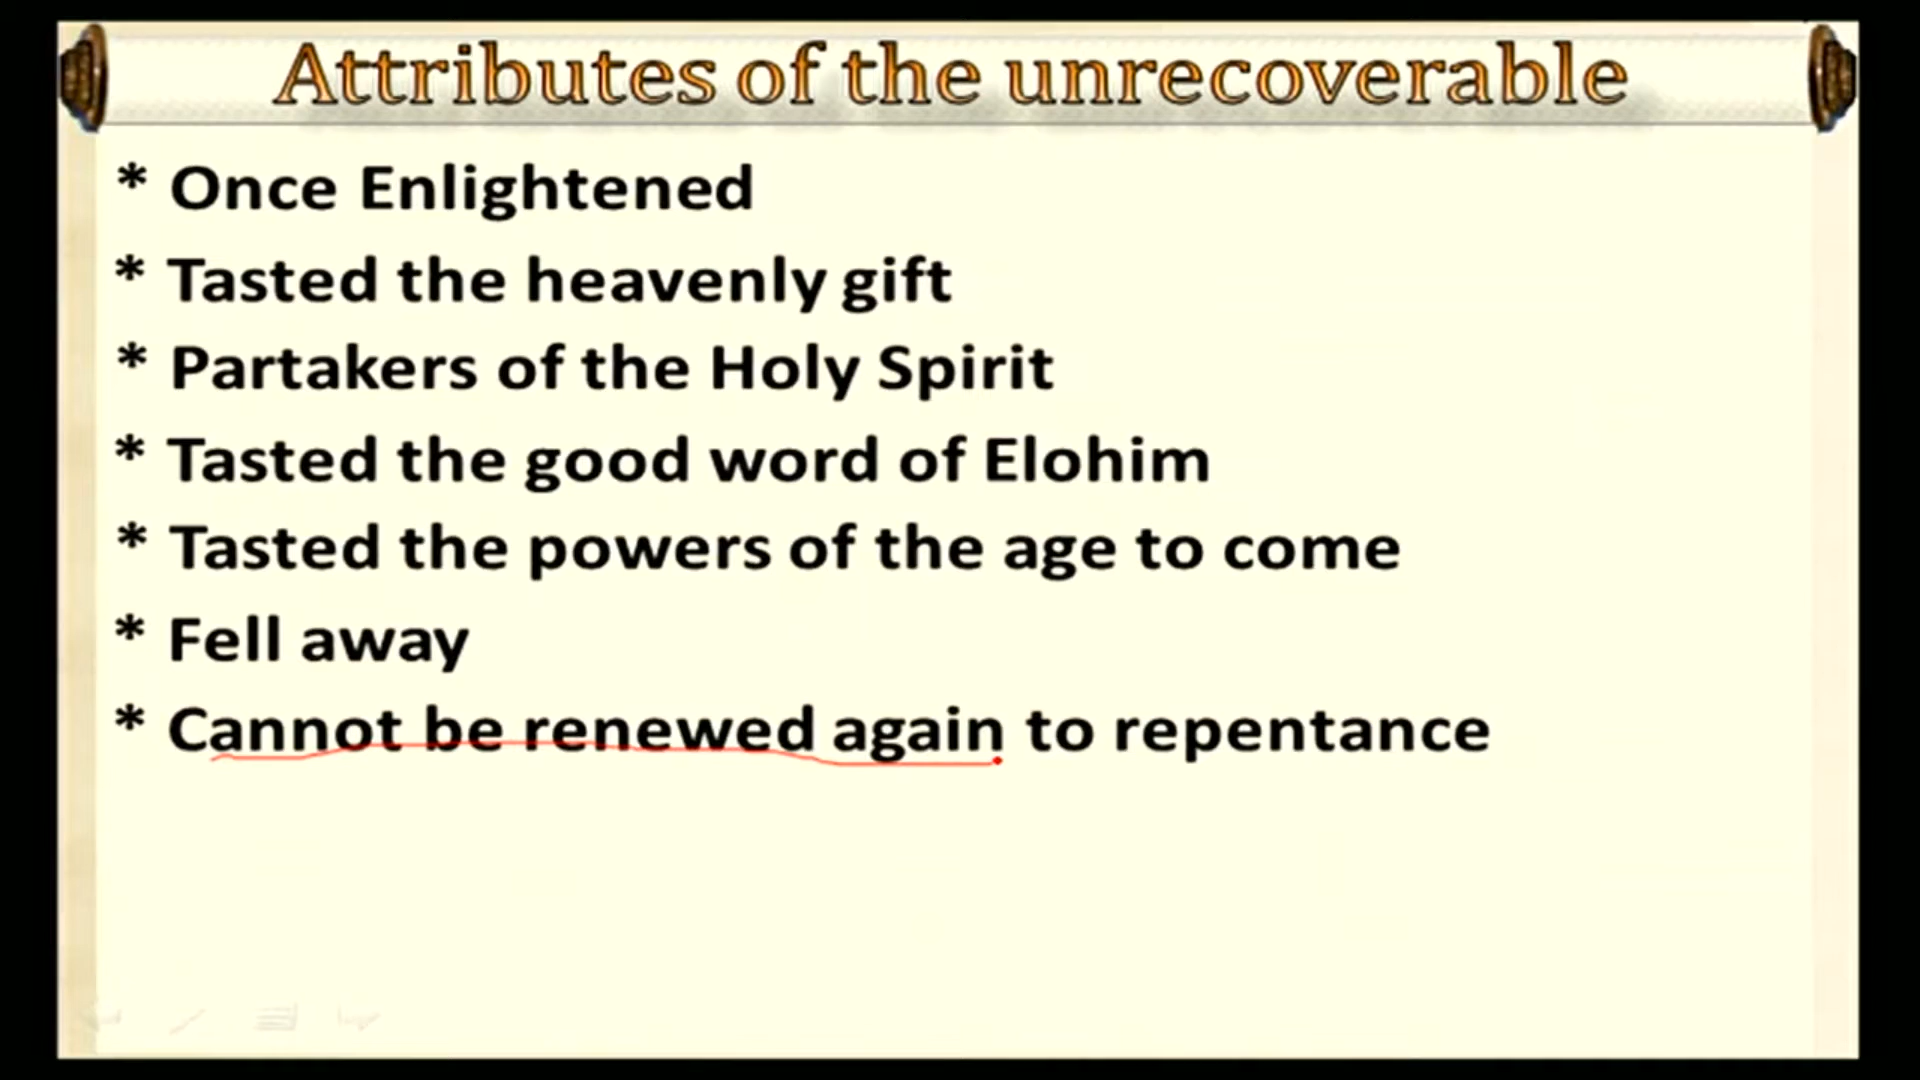 Attributes of the unrecoverable
* Once Enlightened
* Tasted the heavenly gift
* Partakers of the Holy Spirit
* Tasted the good word of Elohim
* Tasted the powers of the age to come
* Fell away
* Cannot be renewed again to repentance